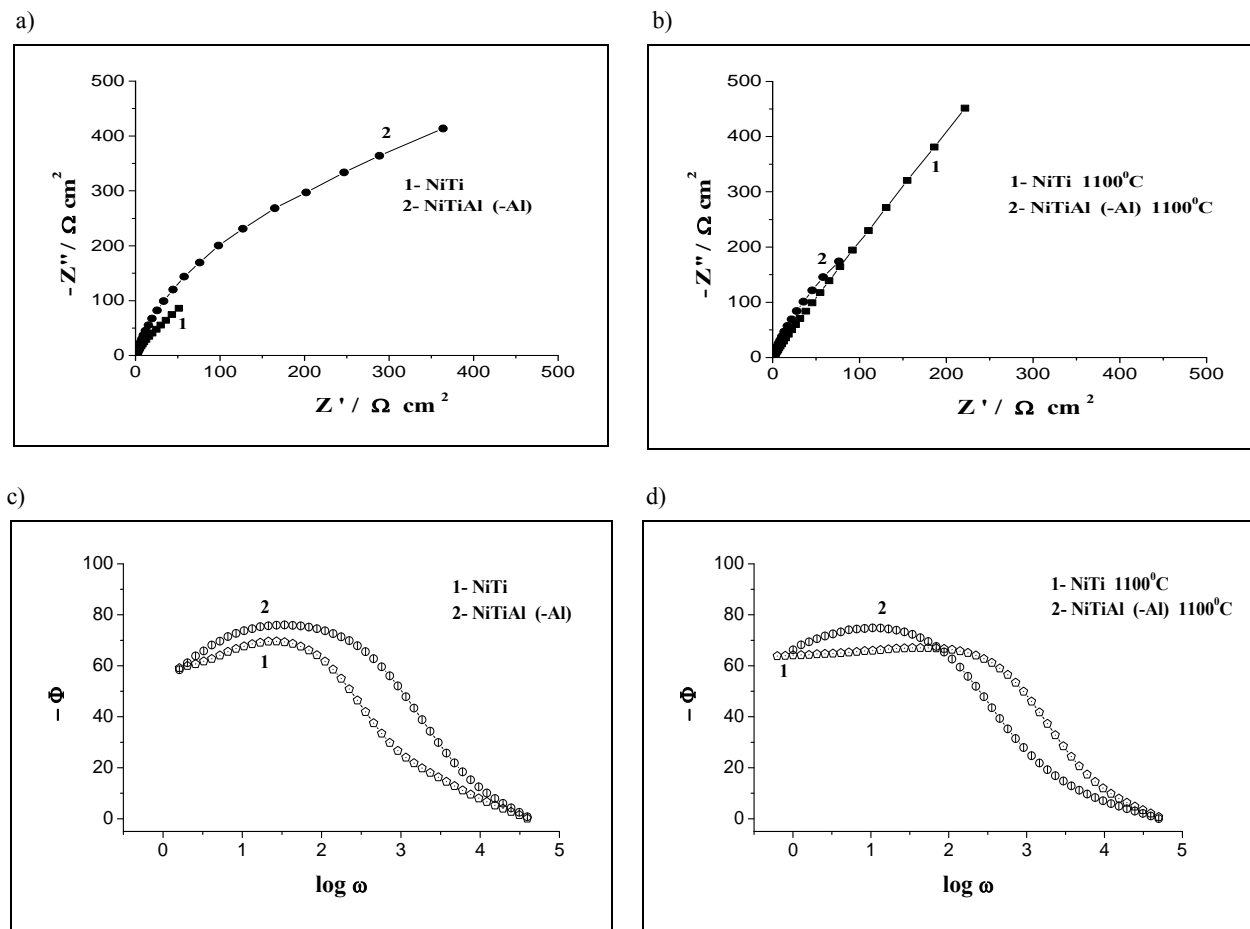 a)
500
400
300
200
100
0
0 100 200 300 400 500
-Z"/ Ω cm²
Z'/ Ω cm²
2
1
1- NiTi
2- NiTiAl (-Al)
b)
500
400
300
200
100
0
0 100 200 300 400 500
-Z"/ Ω cm²
Z'/ Ω cm²
1
2
1- NiTi 1100⁰C
2- NiTiAl (-Al) 1100⁰C
c)
100
80
60
40
20
0
0 1 2 3 4 5
– Φ
log ω
2
1
1- NiTi
2- NiTiAl (-Al)
d)
100
80
60
40
20
0
0 1 2 3 4 5
– Φ
log ω
2
1
1- NiTi 1100⁰C
2- NiTiAl (-Al) 1100⁰C